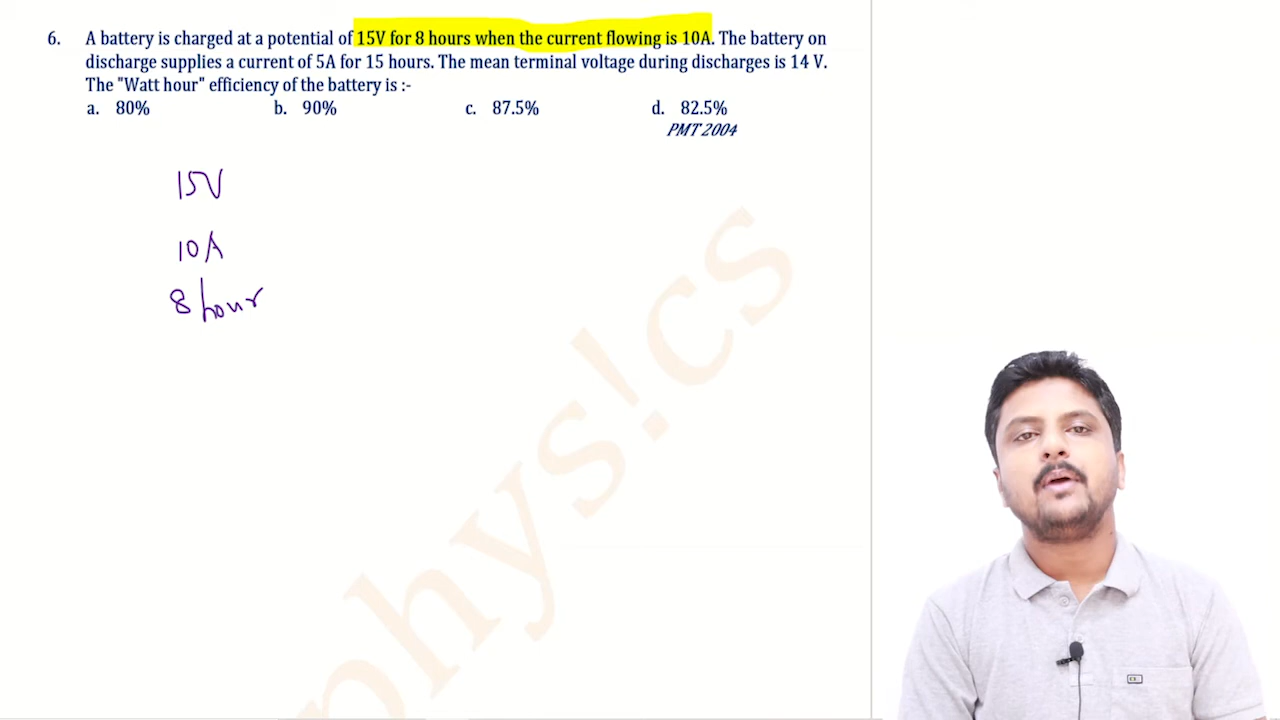 6. A battery is charged at a potential of 15V for 8 hours when the current flowing is 10A. The battery on
discharge supplies a current of 5A for 15 hours. The mean terminal voltage during discharges is 14 V.
The "Watt hour" efficiency of the battery is :-
a. 80% b. 90% c. 87.5% d. 82.5%
PMT 2004
15V
10A
8 hour
phys!cs